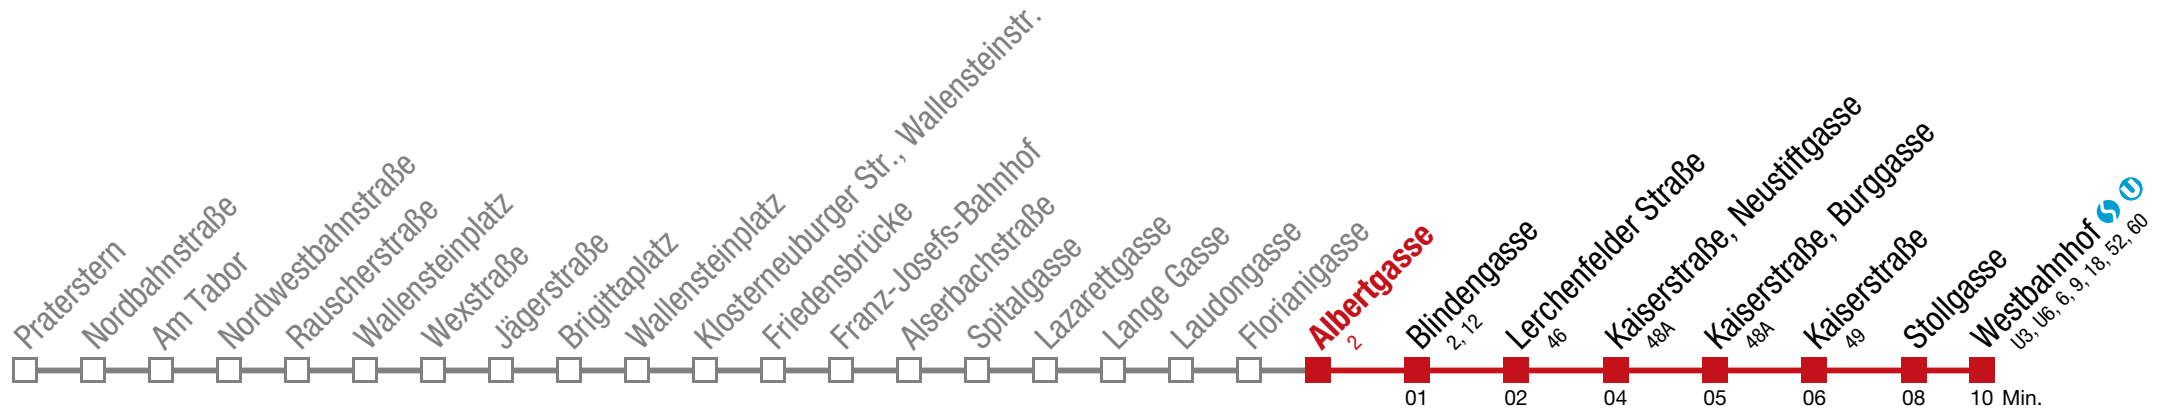 Praterstern
Nordbahnstraße
Am Tabor
Nordwestbahnstraße
Rauscherstraße
Wallensteinplatz
Wexstraße
Jägerstraße
Brigittaplatz
Wallensteinplatz
Klosterneuburger Str., Wallensteinstr.
Friedensbrücke
Franz-Josefs-Bahnhof
Alserbachstraße
Spitalgasse
Lazarettgasse
Lange Gasse
Laudongasse
Florianigasse
Albertgasse
2
Blindengasse
2, 12
Lerchenfelder Straße
46
Kaiserstraße, Neustiftgasse
48A
Kaiserstraße, Burggasse
48A
Kaiserstraße
49
Stollgasse
Westbahnhof S U
U3, U6, 6, 9, 18, 52, 60
01 02 04 05 06 08 10 Min.